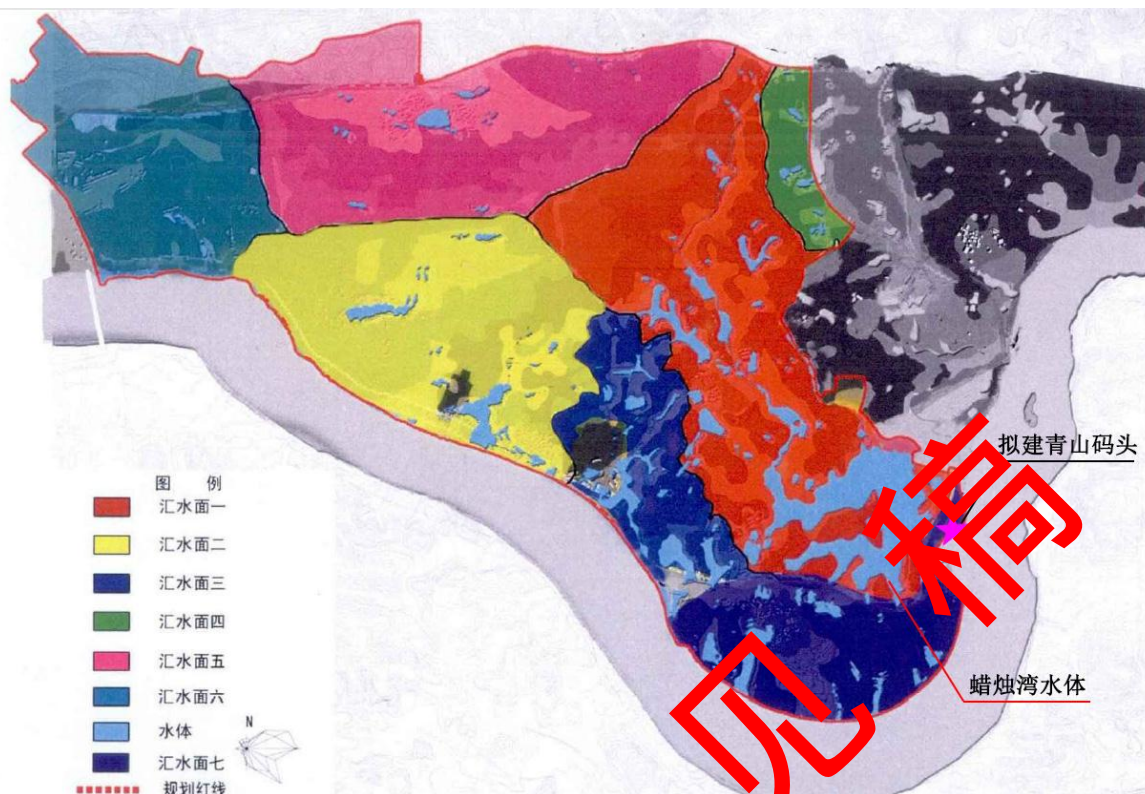 拟建青山码头
图 例
汇水面一
汇水面二
汇水面三
汇水面四
汇水面五
汇水面六
水体
汇水面七
规划红线
N
蜡烛湾水体
见稿